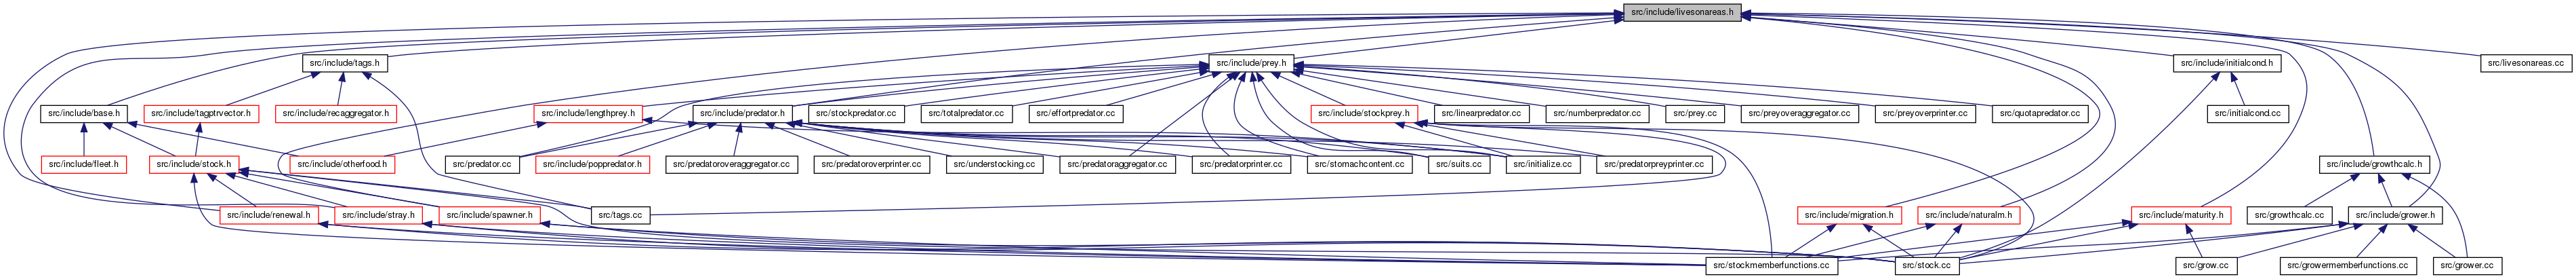 src/include/livesonareas.h
src/include/tags.h
src/include/prey.h
src/include/initialcond.h
src/livesonareas.cc
src/include/base.h
src/include/tagptrvector.h
src/include/recaggregator.h
src/include/lengthprey.h
src/include/predator.h
src/stockpredator.cc
src/totalpredator.cc
src/effortpredator.cc
src/include/stockprey.h
src/linearpredator.cc
src/numberpredator.cc
src/prey.cc
src/preyoveraggregator.cc
src/preyoverprinter.cc
src/quotapredator.cc
src/initialcond.cc
src/include/fleet.h
src/include/stock.h
src/include/otherfood.h
src/predator.cc
src/include/poppredator.h
src/predatoroveraggregator.cc
src/predatoroverprinter.cc
src/understocking.cc
src/predatoraggregator.cc
src/predatorprinter.cc
src/stomachcontent.cc
src/suits.cc
src/initialize.cc
src/predatorpreyprinter.cc
src/include/growthcalc.h
src/include/renewal.h
src/include/stray.h
src/include/spawner.h
src/tags.cc
src/include/migration.h
src/include/naturalm.h
src/include/maturity.h
src/growthcalc.cc
src/include/grower.h
src/stockmemberfunctions.cc
src/stock.cc
src/grow.cc
src/growermemberfunctions.cc
src/grower.cc